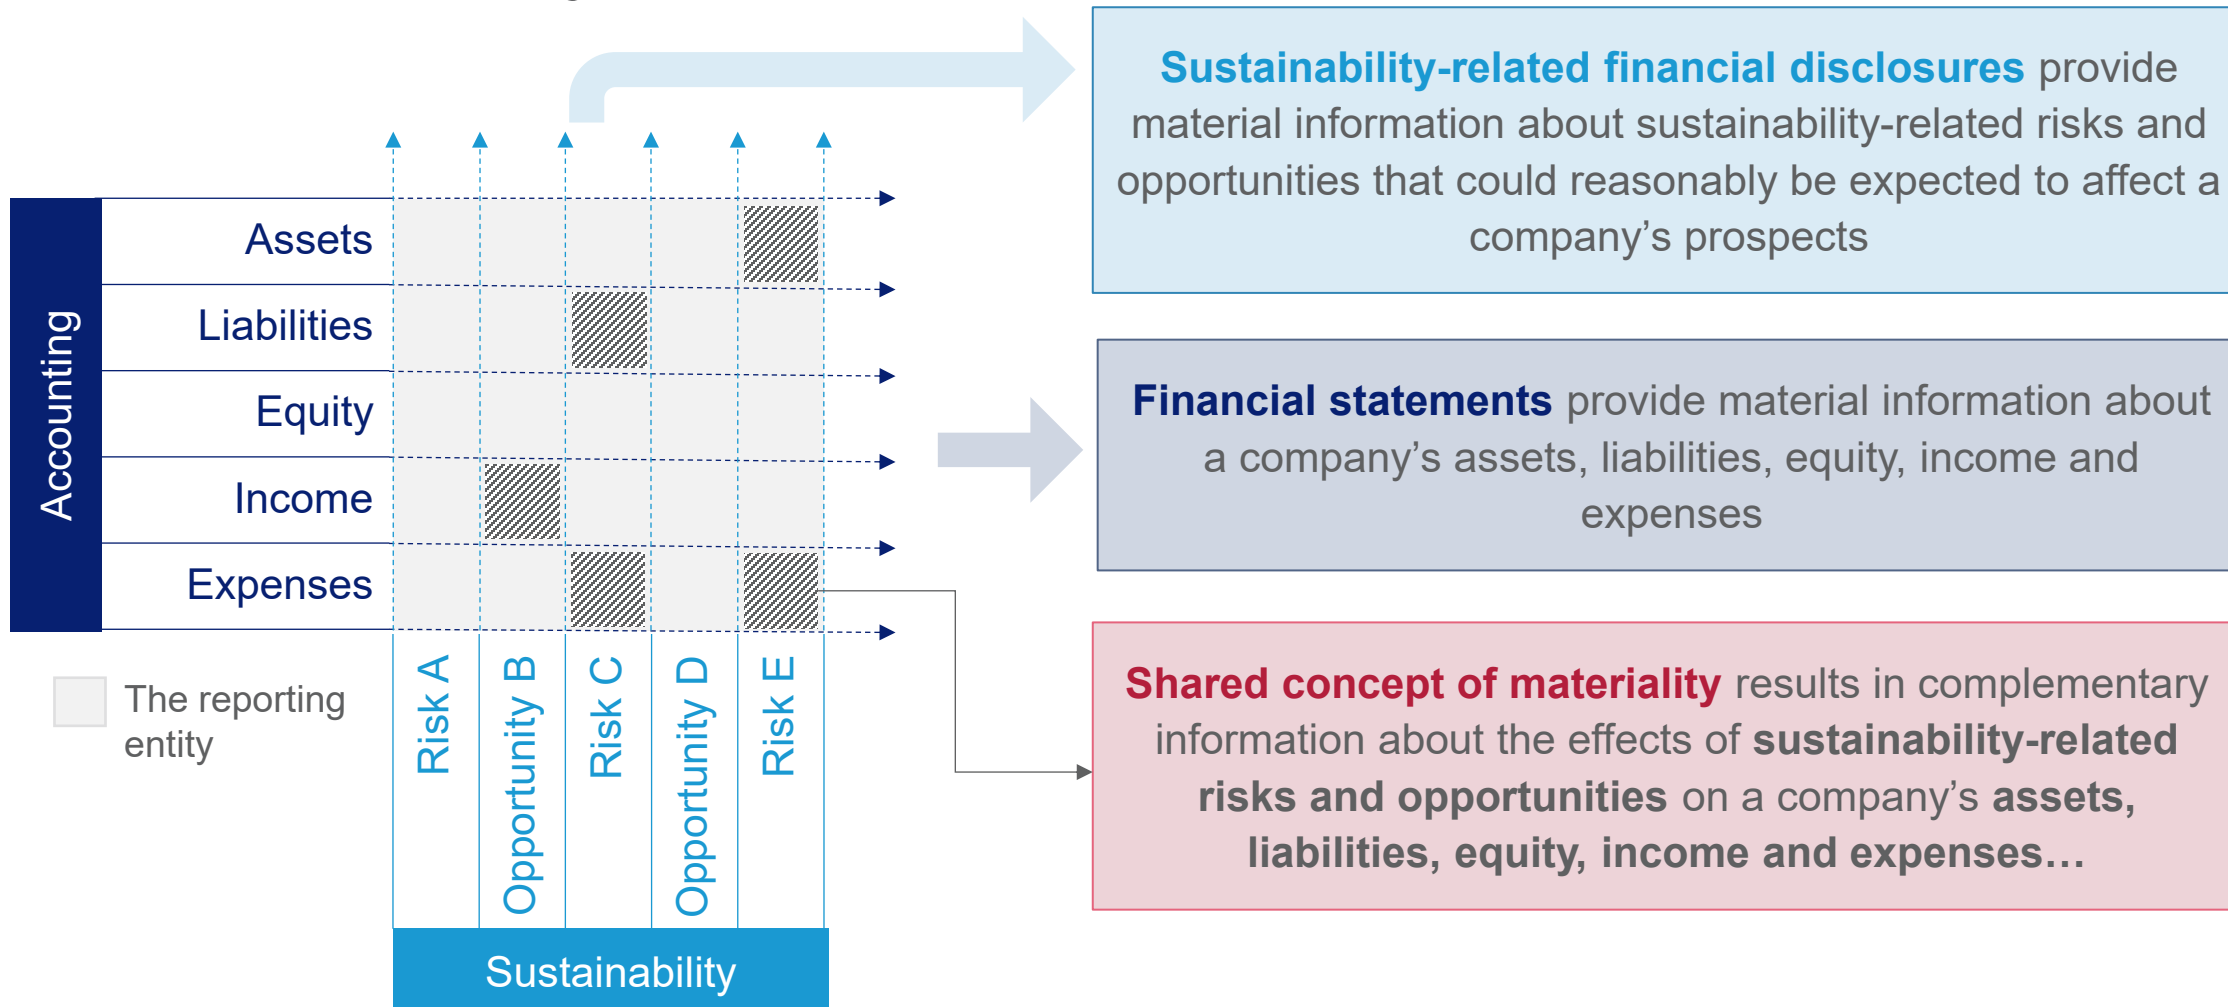 Sustainability-related financial disclosures provide
material information about sustainability-related risks and
opportunities that could reasonably be expected to affect a
company’s prospects
Accounting
Assets
Liabilities
Equity
Income
Expenses
Financial statements provide material information about
a company’s assets, liabilities, equity, income and
expenses
The reporting
entity
Risk A
Opportunity B
Risk C
Opportunity D
Risk E
Sustainability
Shared concept of materiality results in complementary
information about the effects of sustainability-related
risks and opportunities on a company’s assets,
liabilities, equity, income and expenses…